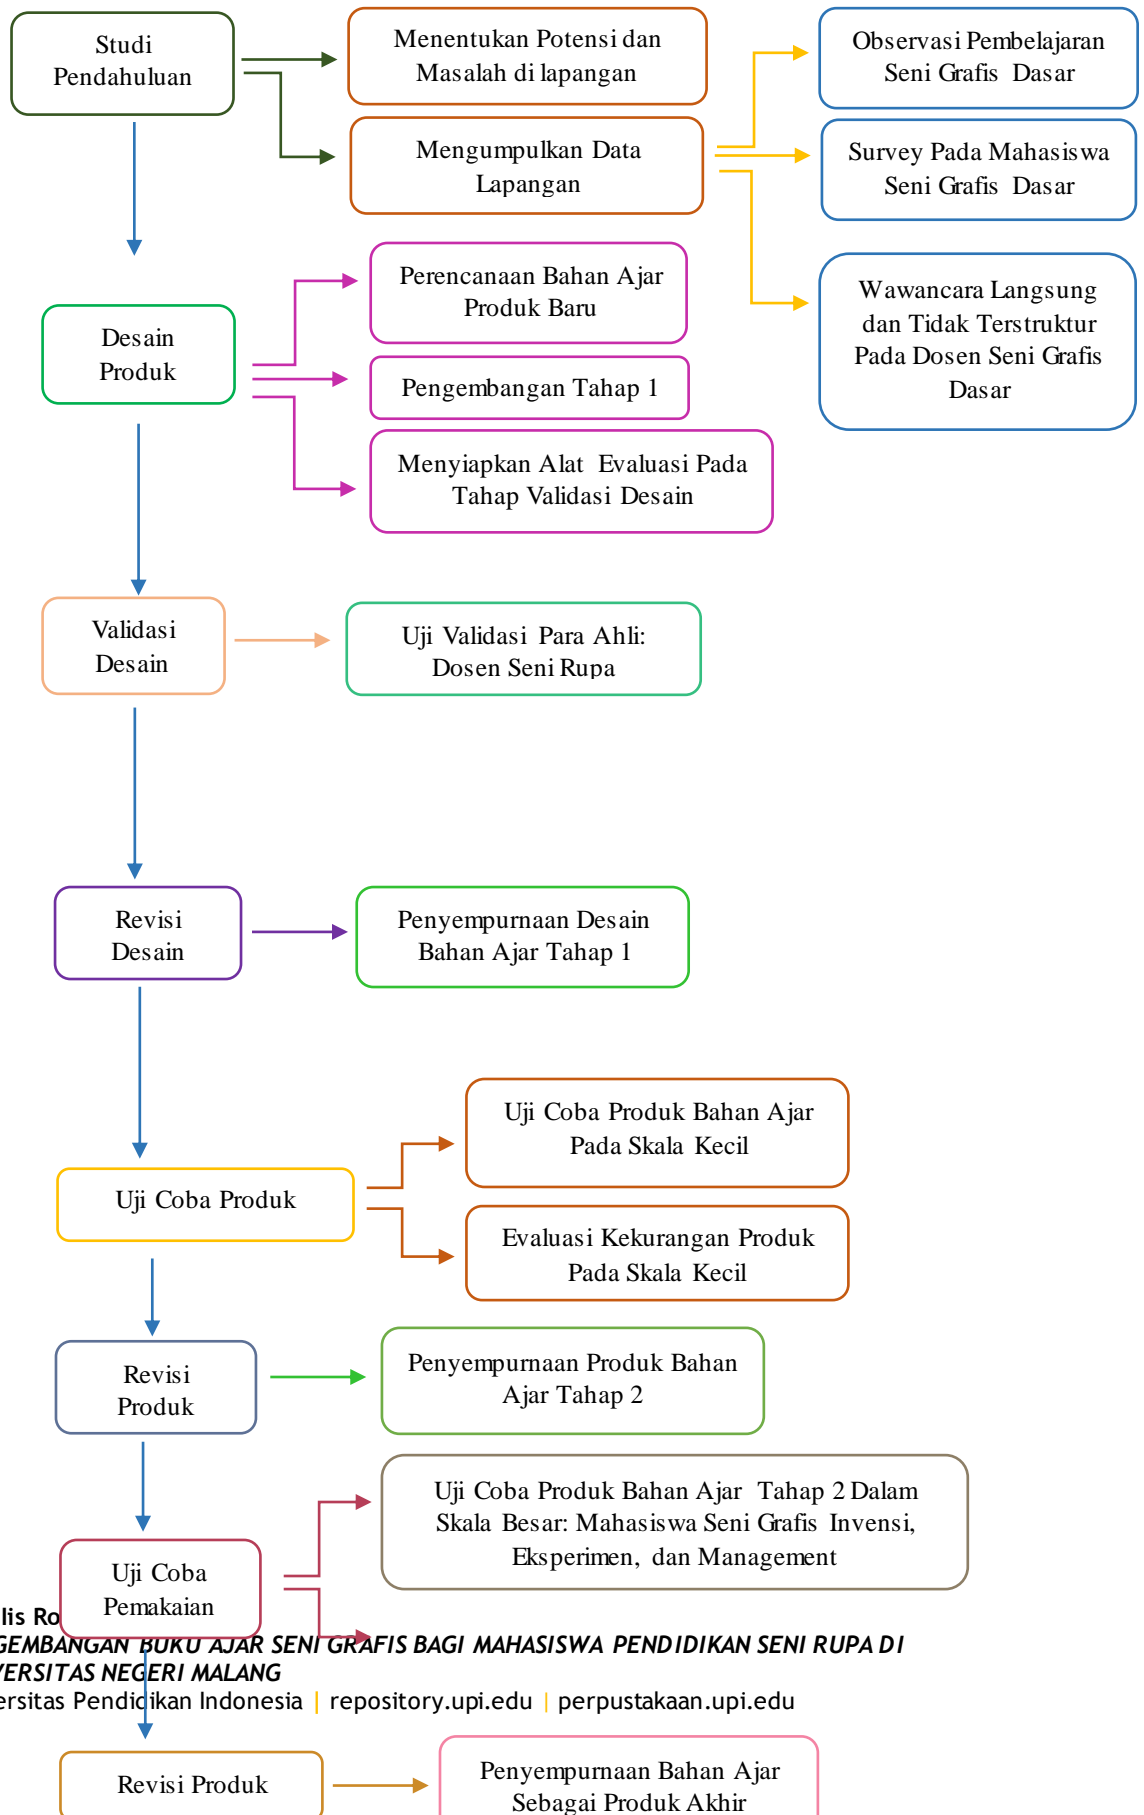 Studi
Pendahuluan
Menentukan Potensi dan
Masalah di lapangan
Mengumpulkan Data
Lapangan
Observasi Pembelajaran
Seni Grafis Dasar
Survey Pada Mahasiswa
Seni Grafis Dasar
Wawancara Langsung
dan Tidak Terstruktur
Pada Dosen Seni Grafis
Dasar
Desain
Produk
Perencanaan Bahan Ajar
Produk Baru
Pengembangan Tahap 1
Menyiapkan Alat Evaluasi Pada
Tahap Validasi Desain
Validasi
Desain
Uji Validasi Para Ahli:
Dosen Seni Rupa
Revisi
Desain
Penyempurnaan Desain
Bahan Ajar Tahap 1
Uji Coba Produk
Uji Coba Produk Bahan Ajar
Pada Skala Kecil
Evaluasi Kekurangan Produk
Pada Skala Kecil
Revisi
Produk
Penyempurnaan Produk Bahan
Ajar Tahap 2
Uji Coba
Pemakaian
Uji Coba Produk Bahan Ajar Tahap 2 Dalam
Skala Besar: Mahasiswa Seni Grafis Invensi,
Eksperimen, dan Management
lis Ro
GEMBANGAN BUKU AJAR SENI GRAFIS BAGI MAHASISWA PENDIDIKAN SENI RUPA DI
VERSITAS NEGERI MALANG
ersitas Pendidikan Indonesia | repository.upi.edu | perpustakaan.upi.edu
Revisi Produk
Penyempurnaan Bahan Ajar
Sebagai Produk Akhir